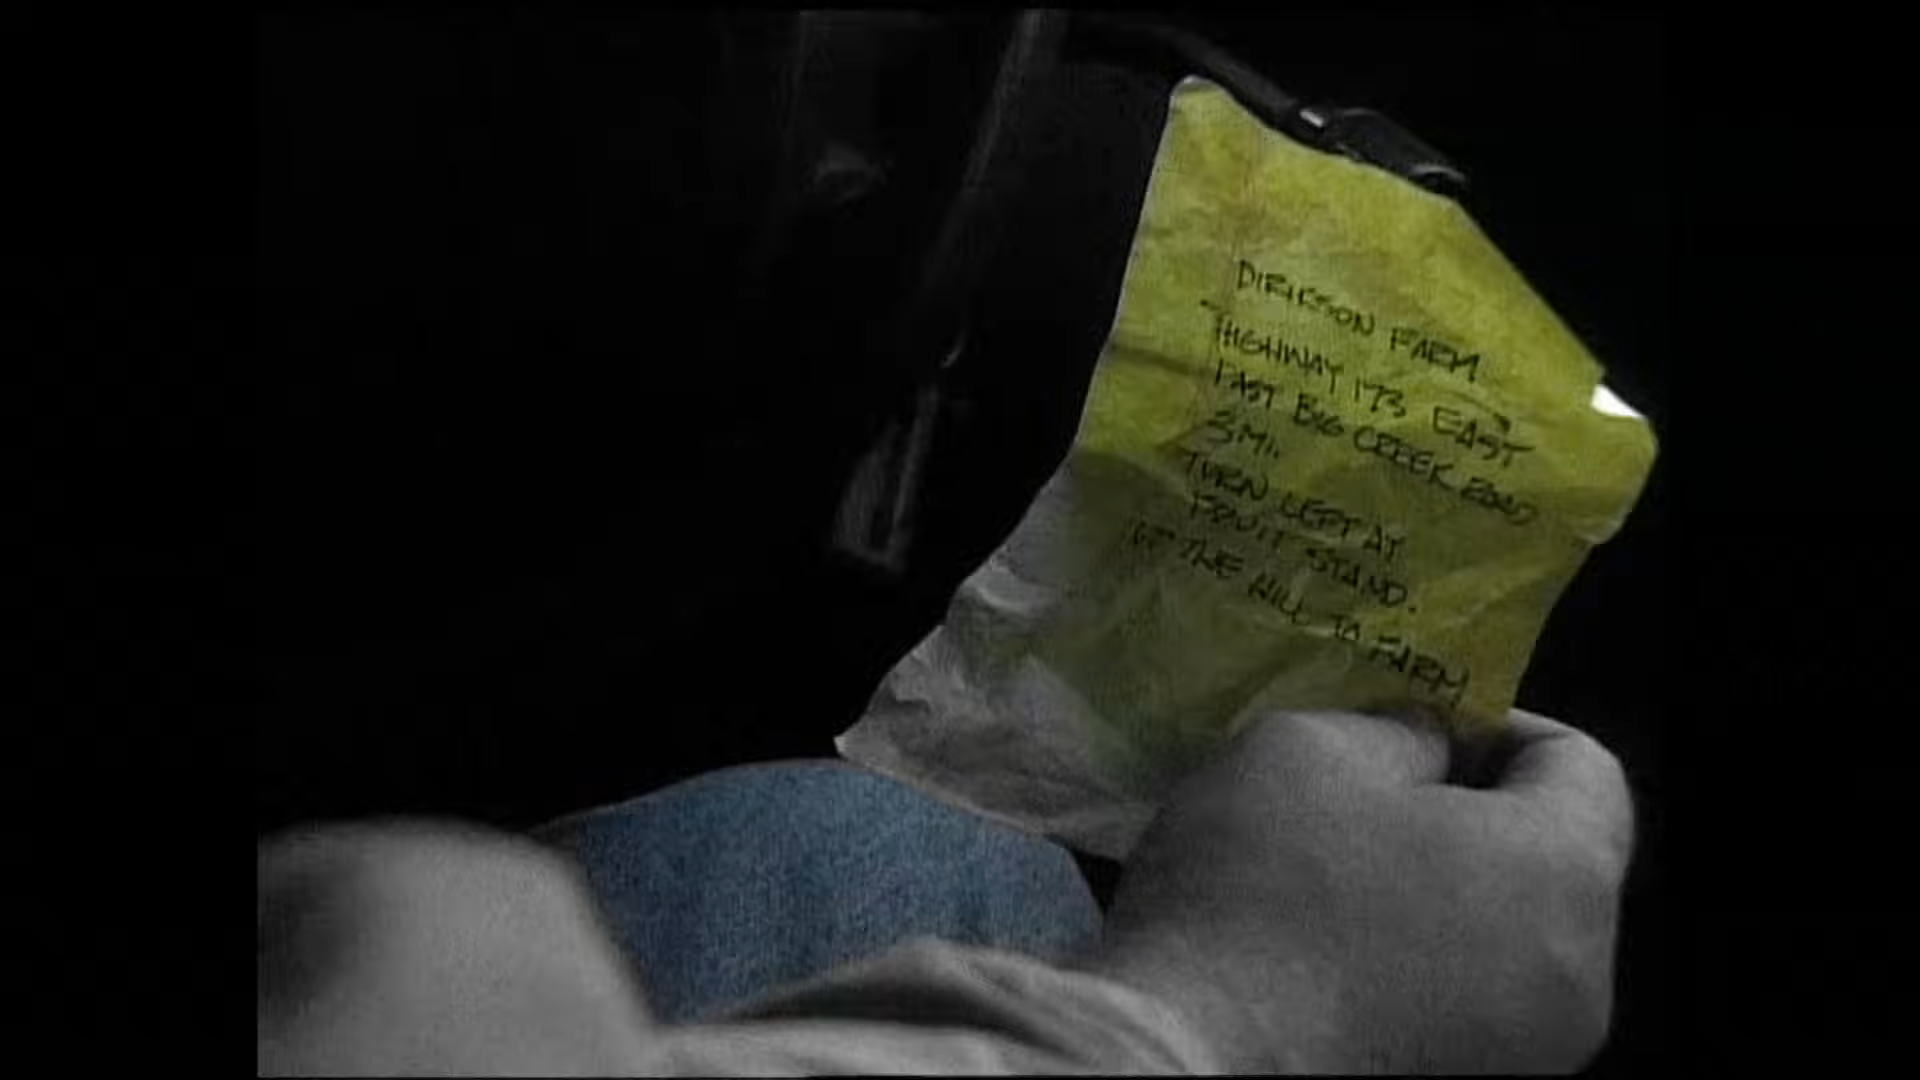 DIRKSON FARM
HIGHWAY 173 EAST
PAST BIG CREEK ROAD
3 MI.
TURN LEFT AT
FRUIT STAND.
UP THE HILL TO FARM